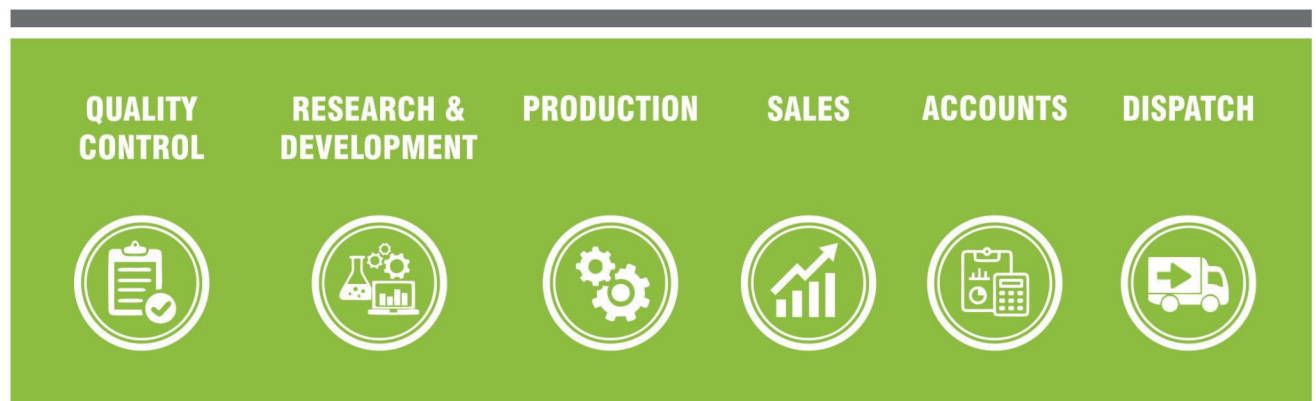 QUALITY
CONTROL
RESEARCH &
DEVELOPMENT
PRODUCTION
SALES
ACCOUNTS
DISPATCH